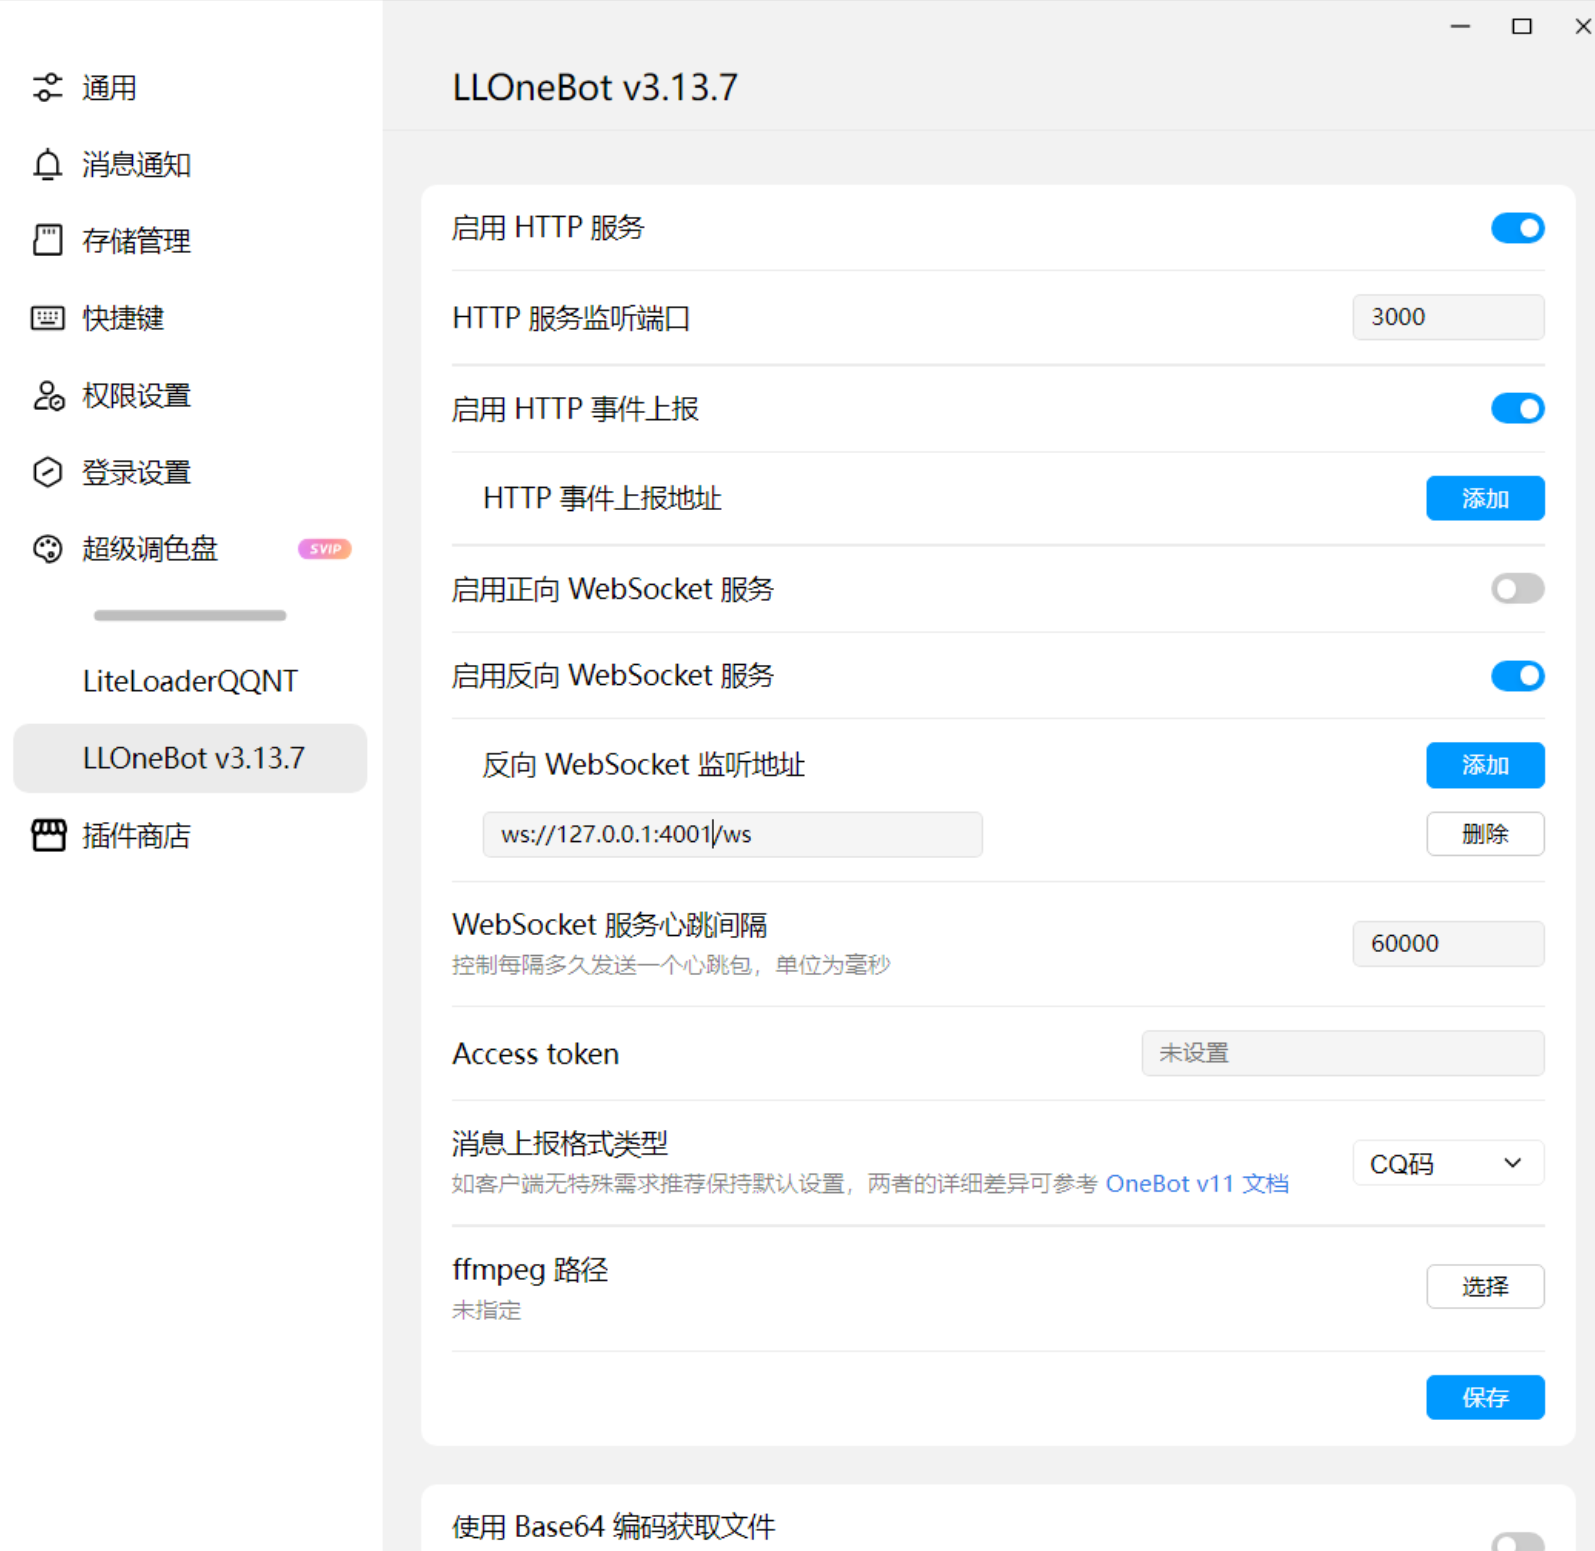 LLOneBot v3.13.7
通用
消息通知
存储管理
快捷键
权限设置
登录设置
超级调色盘 SVIP
LiteLoaderQQNT
LLOneBot v3.13.7
插件商店
启用 HTTP 服务
HTTP 服务监听端口 3000
启用 HTTP 事件上报
HTTP 事件上报地址 添加
启用正向 WebSocket 服务
启用反向 WebSocket 服务
反向 WebSocket 监听地址 添加
ws://127.0.0.1:4001/ws 删除
WebSocket 服务心跳间隔
控制每隔多久发送一个心跳包，单位为毫秒
60000
Access token 未设置
消息上报格式类型
如客户端无特殊需求推荐保持默认设置，两者的详细差异可参考 OneBot v11 文档
CQ码
ffmpeg 路径
未指定
选择
保存
使用 Base64 编码获取文件